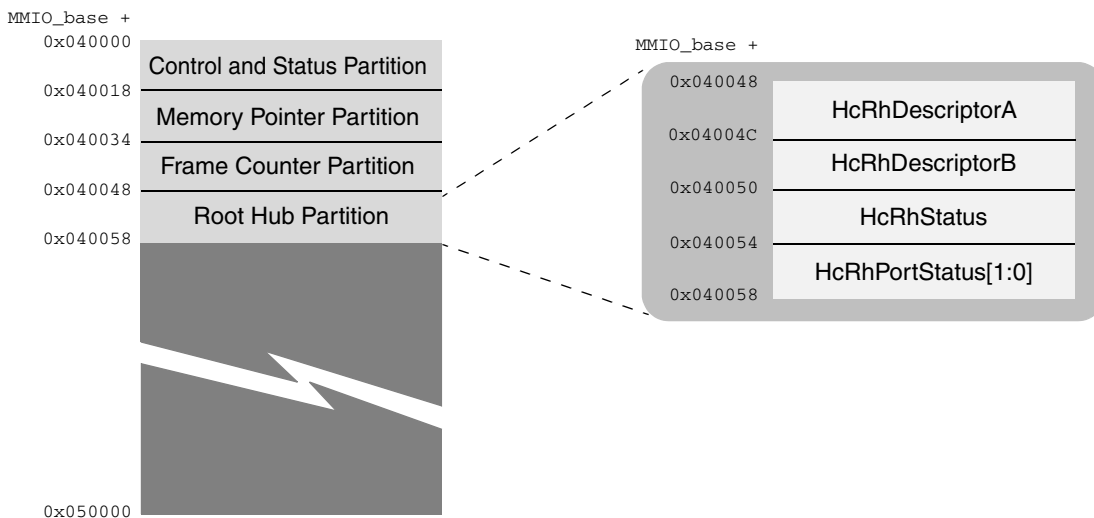 MMIO_base +
0x040000
Control and Status Partition
0x040018
Memory Pointer Partition
0x040034
Frame Counter Partition
0x040048
Root Hub Partition
0x040058
0x050000
MMIO_base +
0x040048
HcRhDescriptorA
0x04004C
HcRhDescriptorB
0x040050
HcRhStatus
0x040054
HcRhPortStatus[1:0]
0x040058